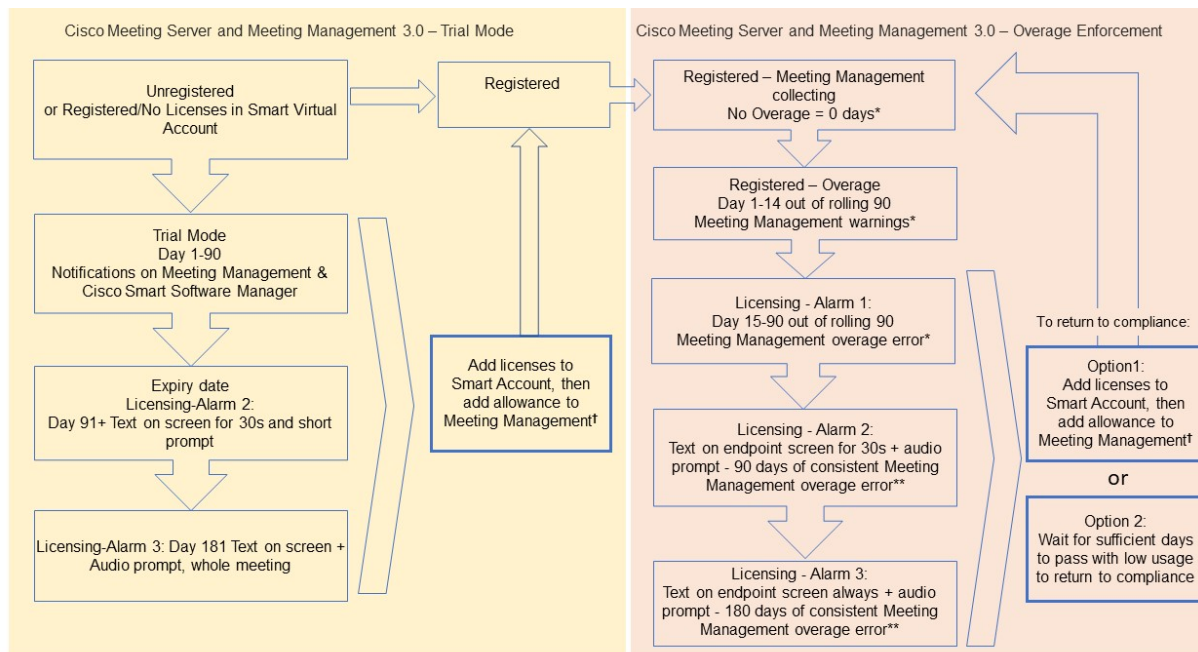 Cisco Meeting Server and Meeting Management 3.0 – Trial Mode
Unregistered
or Registered/No Licenses in Smart Virtual
Account
Registered
Trial Mode
Day 1-90
Notifications on Meeting Management &
Cisco Smart Software Manager
Expiry date
Licensing-Alarm 2:
Day 91+ Text on screen for 30s and short
prompt
Licensing-Alarm 3: Day 181 Text on screen +
Audio prompt, whole meeting
Add licenses to
Smart Account, then
add allowance to
Meeting Management†
Cisco Meeting Server and Meeting Management 3.0 – Overage Enforcement
Registered – Meeting Management
collecting
No Overage = 0 days*
Registered – Overage
Day 1-14 out of rolling 90
Meeting Management warnings*
Licensing - Alarm 1:
Day 15-90 out of rolling 90
Meeting Management overage error*
Licensing - Alarm 2:
Text on endpoint screen for 30s + audio
prompt - 90 days of consistent Meeting
Management overage error**
Licensing - Alarm 3:
Text on endpoint screen always + audio
prompt - 180 days of consistent Meeting
Management overage error**
To return to compliance:
Option1:
Add licenses to
Smart Account, then
add allowance to
Meeting Management†
or
Option 2:
Wait for sufficient days
to pass with low usage
to return to compliance